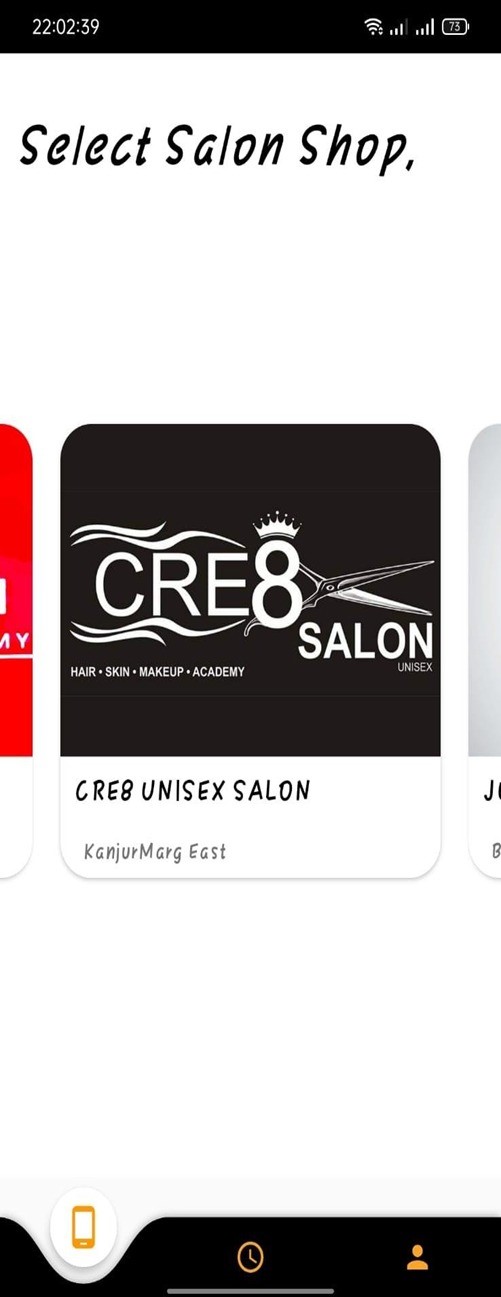 22:02:39
73
Select Salon Shop,
CRE8
SALON
UNISEX
HAIR • SKIN • MAKEUP • ACADEMY
CRE8 UNISEX SALON
KanjurMarg East